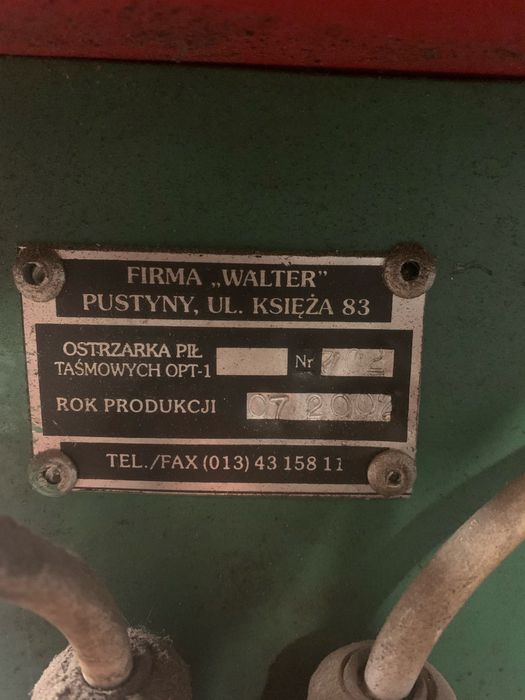 FIRMA „WALTER”
PUSTYNY, UL. KSIĘŻA 83
OSTRZARKA PIŁ
TAŚMOWYCH OPT-1
Nr
ROK PRODUKCJI 07
TEL./FAX (013) 43 158 11